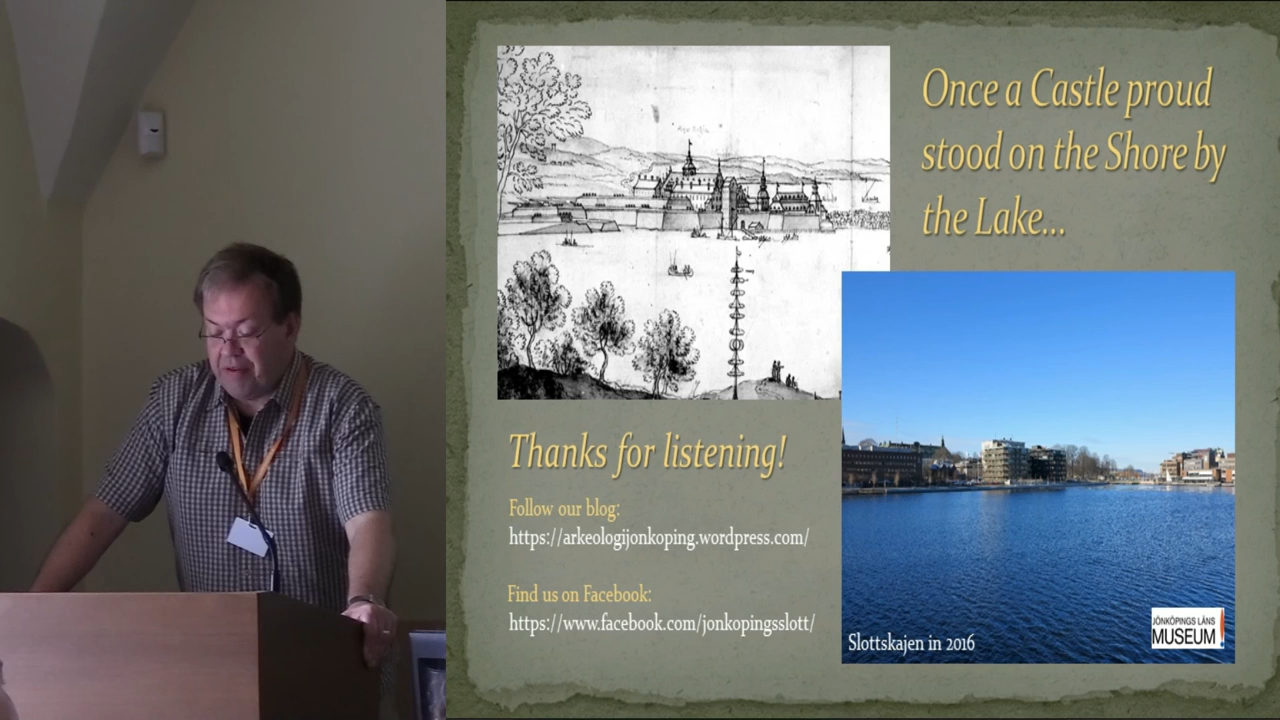 Once a Castle proud
stood on the Shore by
the Lake...
Thanks for listening!
Follow our blog:
https://arkeologijonkoping.wordpress.com/
Find us on Facebook:
https://www.facebook.com/jonkopingsslott/
Slottskajen in 2016
JÖNKÖPINGS LÄNS
MUSEUM